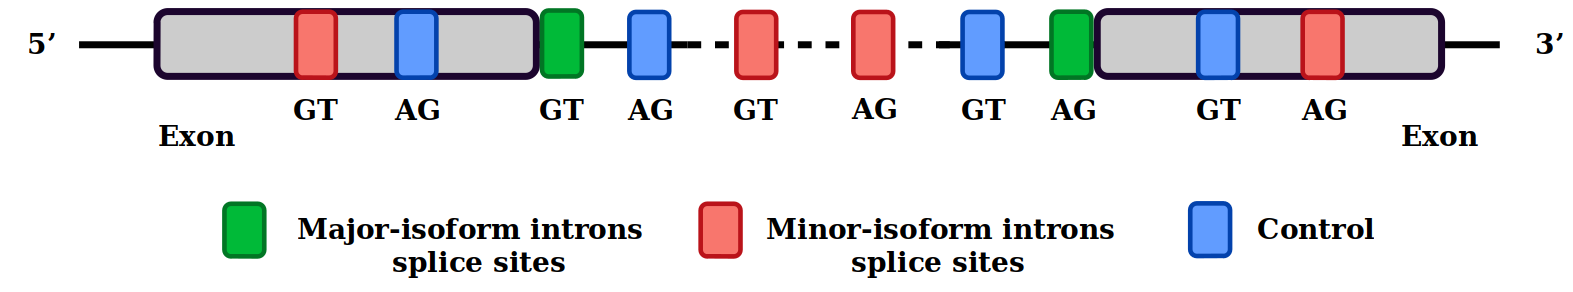 5’ 3’
GT AG GT AG GT AG GT AG GT AG
Exon Exon
Major-isoform introns Minor-isoform introns Control
splice sites splice sites